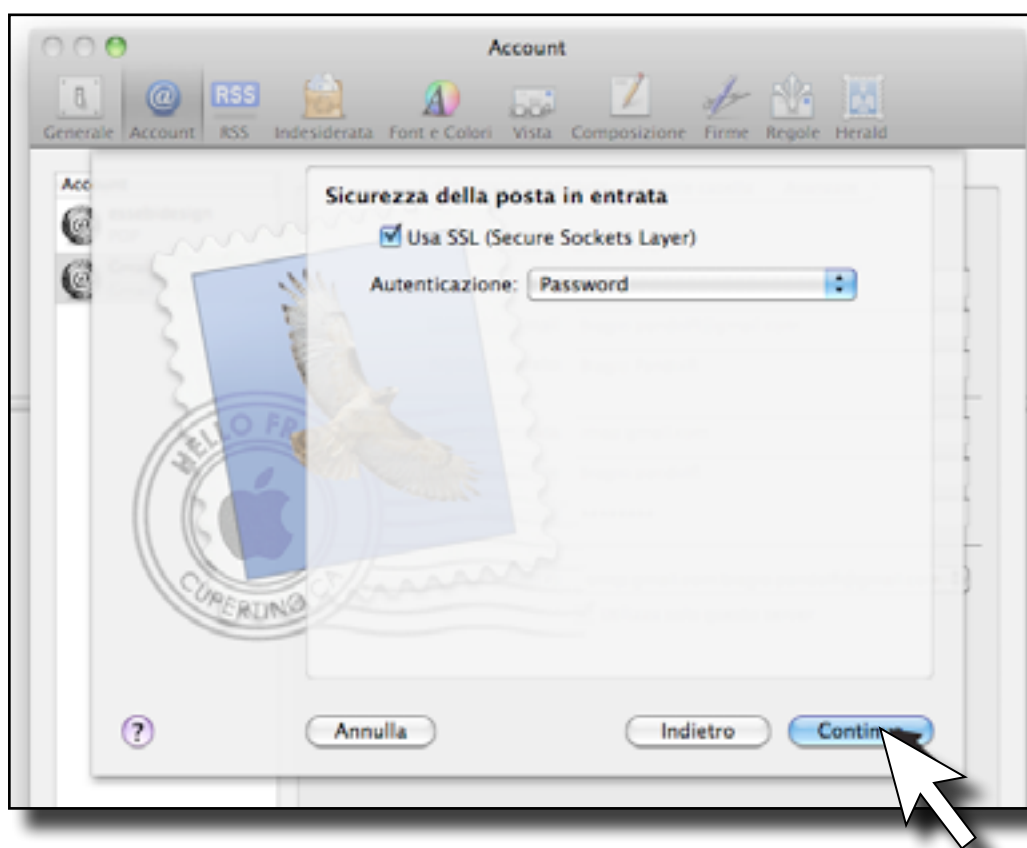 Account
Generale Account RSS Indesiderata Font e Colori Vista Composizione Firme Regole Herald
RSS
Sicurezza della posta in entrata
Usa SSL (Secure Sockets Layer)
Autenticazione: Password
HELLO FR
CUPERTINO CA
? Annulla Indietro